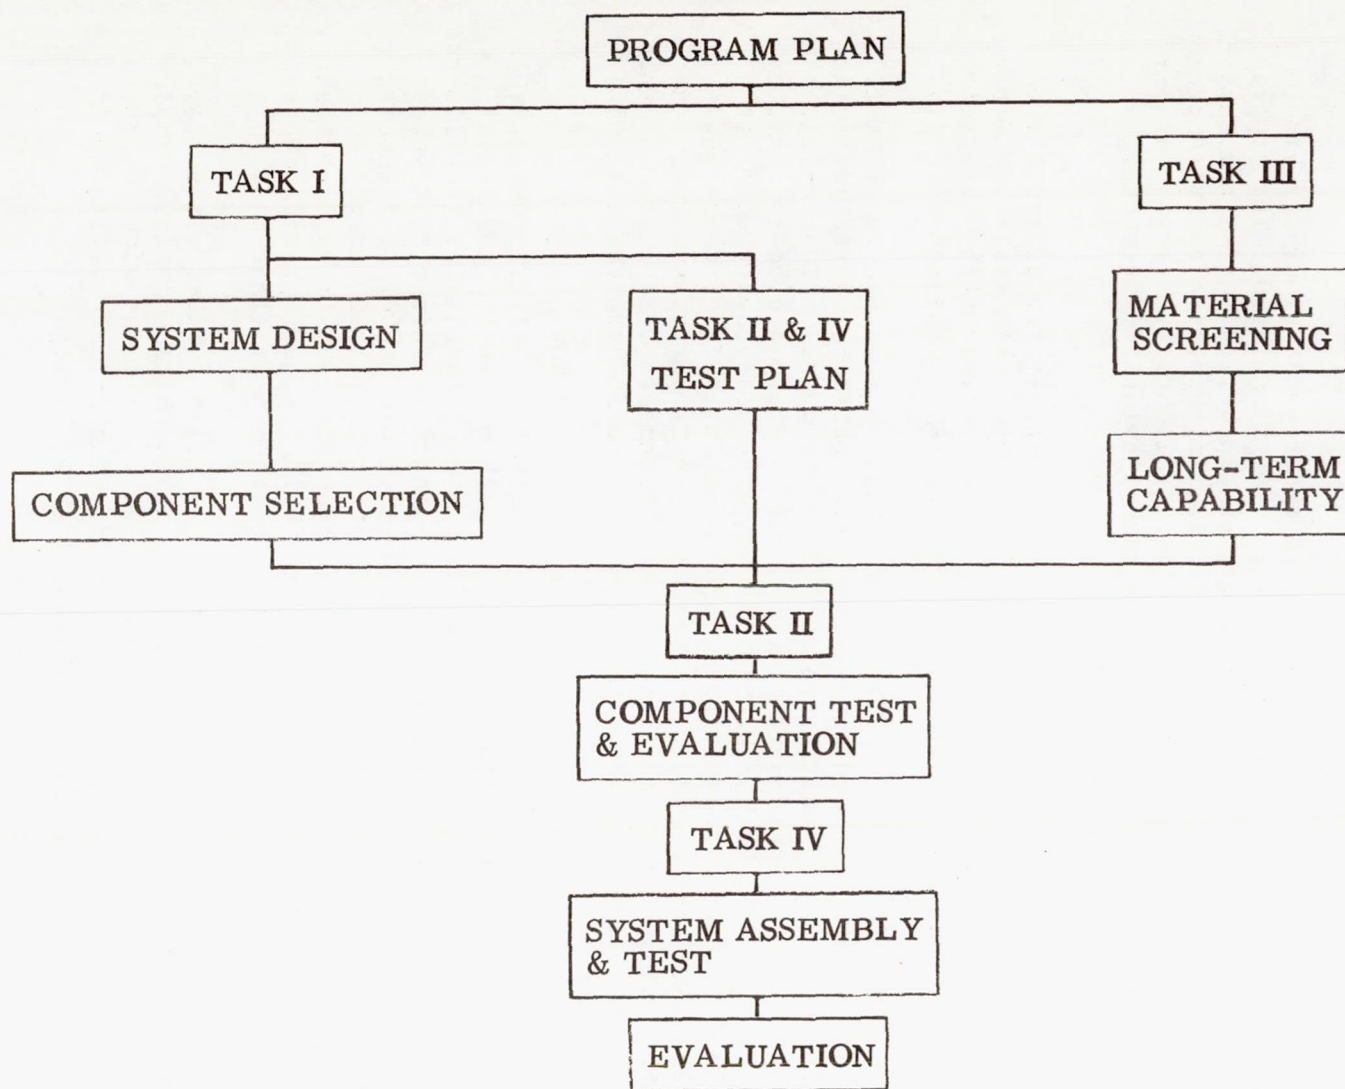 PROGRAM PLAN
TASK I
TASK III
SYSTEM DESIGN
TASK II & IV
TEST PLAN
MATERIAL
SCREENING
COMPONENT SELECTION
LONG-TERM
CAPABILITY
TASK II
COMPONENT TEST
& EVALUATION
TASK IV
SYSTEM ASSEMBLY
& TEST
EVALUATION